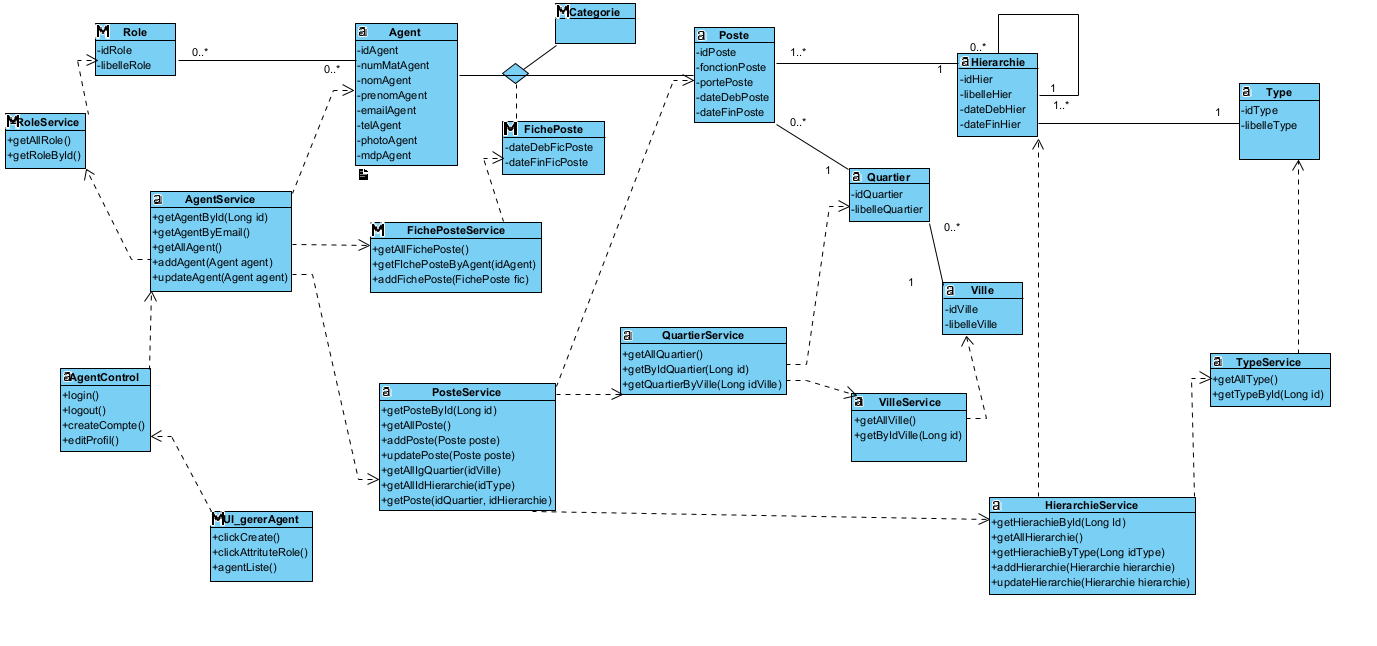 Role
-idRole
-libelleRole
0..*
0..*
Agent
-idAgent
-numMatAgent
-nomAgent
-prenomAgent
-emailAgent
-telAgent
-photoAgent
-mdpAgent
Categorie
FichePoste
-dateDebFicPoste
-dateFinFicPoste
Poste
-idPoste
-fonctionPoste
-portePoste
-dateDebPoste
-dateFinPoste
1..*
1
0..*
Hierarchie
-idHier
-libelleHier
-dateDebHier
-dateFinHier
1
1..*
1
Type
-idType
-libelleType
RoleService
+getAllRole()
+getRoleById()
AgentService
+getAgentById(Long id)
+getAgentByEmail()
+getAllAgent()
+addAgent(Agent agent)
+updateAgent(Agent agent)
FichePosteService
+getAllFichePoste()
+getFIchePosteByAgent(idAgent)
+addFichePoste(FichePoste fic)
0..*
1
Quartier
-idQuartier
-libelleQuartier
0..*
1
Ville
-idVille
-libelleVille
QuartierService
+getAllQuartier()
+getByIdQuartier(Long id)
+getQuartierByVille(Long idVille)
TypeService
+getAllType()
+getTypeById(Long id)
AgentControl
+login()
+logout()
+createCompte()
+editProfil()
PosteService
+getPosteById(Long id)
+getAllPoste()
+addPoste(Poste poste)
+updatePoste(Poste poste)
+getAllIgQuartier(idVille)
+getAllIdHierarchie(idType)
+getPoste(idQuartier, idHierarchie)
VilleService
+getAllVille()
+getByIdVille(Long id)
UI_gererAgent
+clickCreate()
+clickAttrituteRole()
+agentListe()
HierarchieService
+getHierachieById(Long Id)
+getAllHierarchie()
+getHierachieByType(Long idType)
+addHierarchie(Hierarchie hierarchie)
+updateHierarchie(Hierarchie hierarchie)